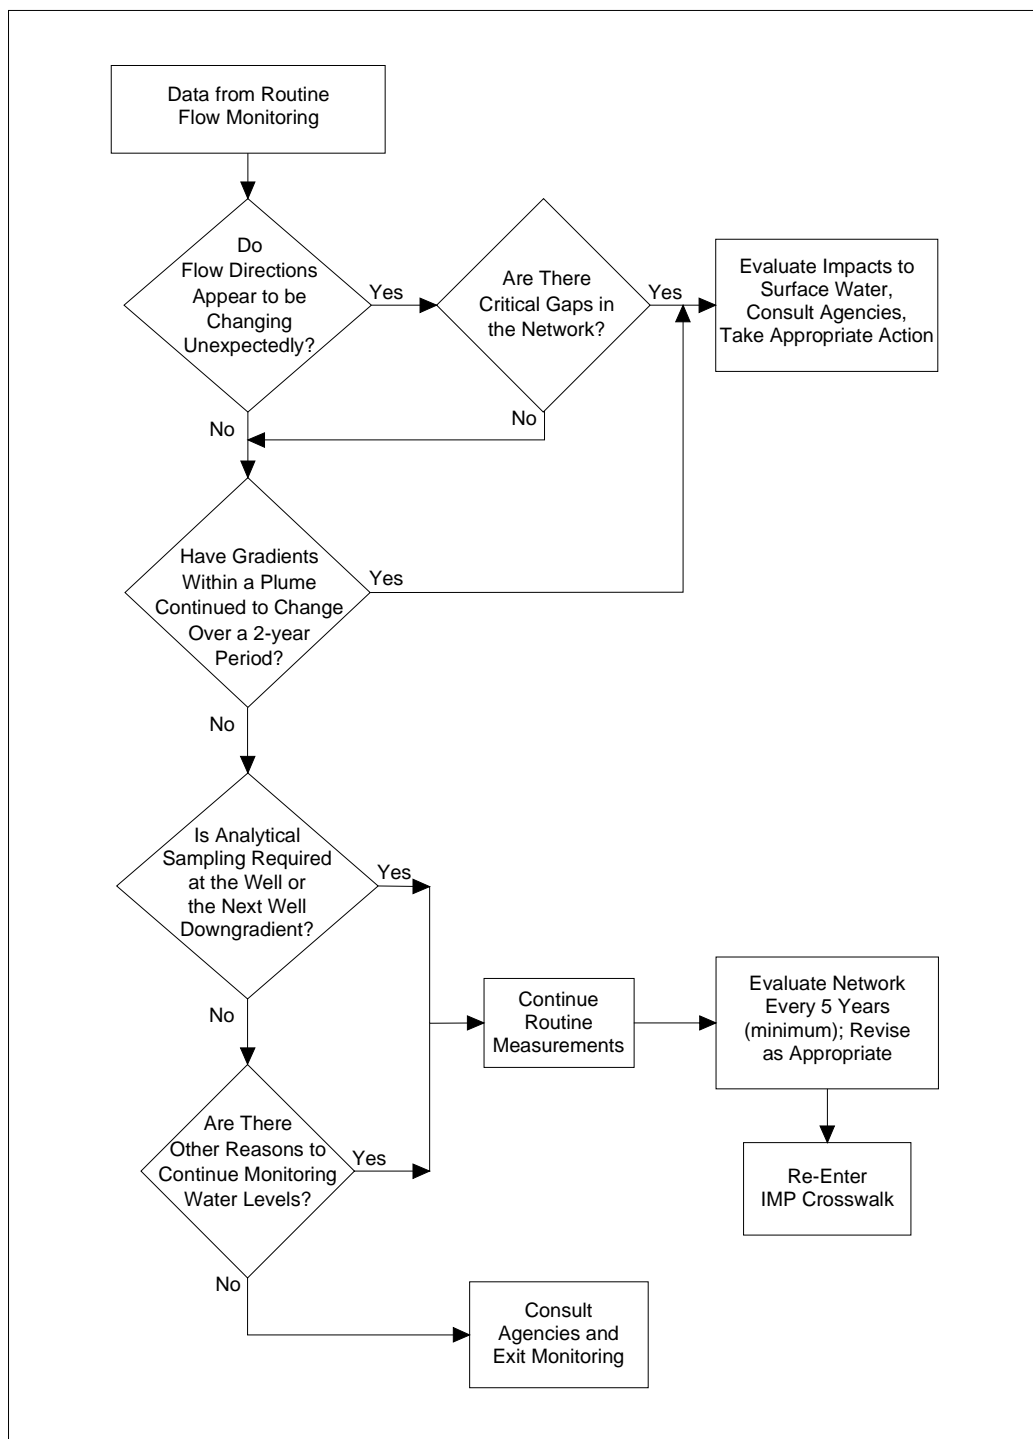 Data from Routine
Flow Monitoring
Do
Flow Directions
Appear to be
Changing
Unexpectedly?
Yes
No
Are There
Critical Gaps in
the Network?
Yes
No
Evaluate Impacts to
Surface Water,
Consult Agencies,
Take Appropriate Action
Have Gradients
Within a Plume
Continued to Change
Over a 2-year
Period?
Yes
No
Is Analytical
Sampling Required
at the Well or
the Next Well
Downgradient?
Yes
No
Continue
Routine
Measurements
Evaluate Network
Every 5 Years
(minimum); Revise
as Appropriate
Are There
Other Reasons to
Continue Monitoring
Water Levels?
Yes
No
Re-Enter
IMP Crosswalk
Consult
Agencies and
Exit Monitoring